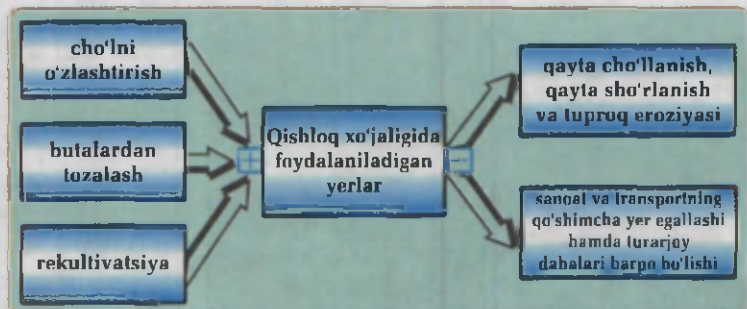 cho'lni
o'zlashtirish
butalardan
tozalash
rekultivatsiya
+
Qishloq xo'jaligida
foydalaniladigan
yerlar
−
qayta cho'llanish,
qayta sho'rlanish
va tuproq eroziyasi
sanoat va transportning
qo'shimcha yer egallashi
hamda turarjoy
dahalari barpo bo'lishi